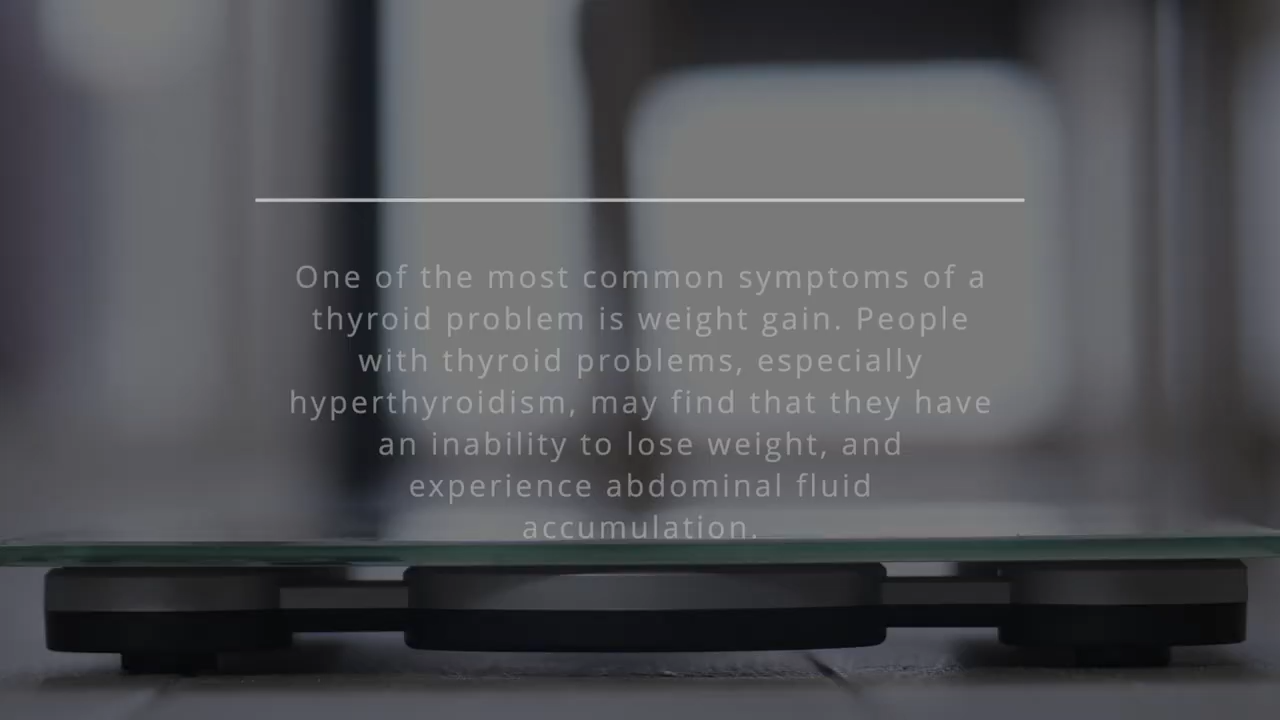 One of the most common symptoms of a
thyroid problem is weight gain. People
with thyroid problems, especially
hyperthyroidism, may find that they have
an inability to lose weight, and
experience abdominal fluid
accumulation.